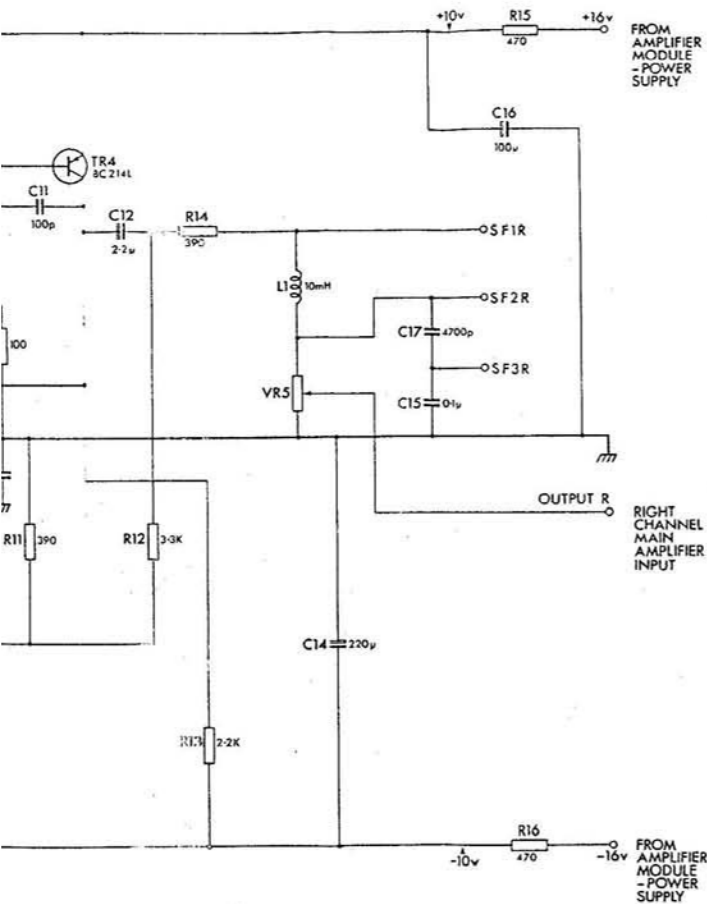 +10v
R15
470
+16v
FROM
AMPLIFIER
MODULE
-POWER
SUPPLY
C16
100µ
TR4
BC214L
C11
100p
C12
2·2µ
R14
390
SF1R
L1
10mH
SF2R
C17
4700p
100
SF3R
VR5
C15
0·1µ
OUTPUT R
RIGHT
CHANNEL
MAIN
AMPLIFIER
INPUT
R11
390
R12
3·3K
C14
220µ
R13
2·2K
R16
470
-10v
-16v
FROM
AMPLIFIER
MODULE
-POWER
SUPPLY